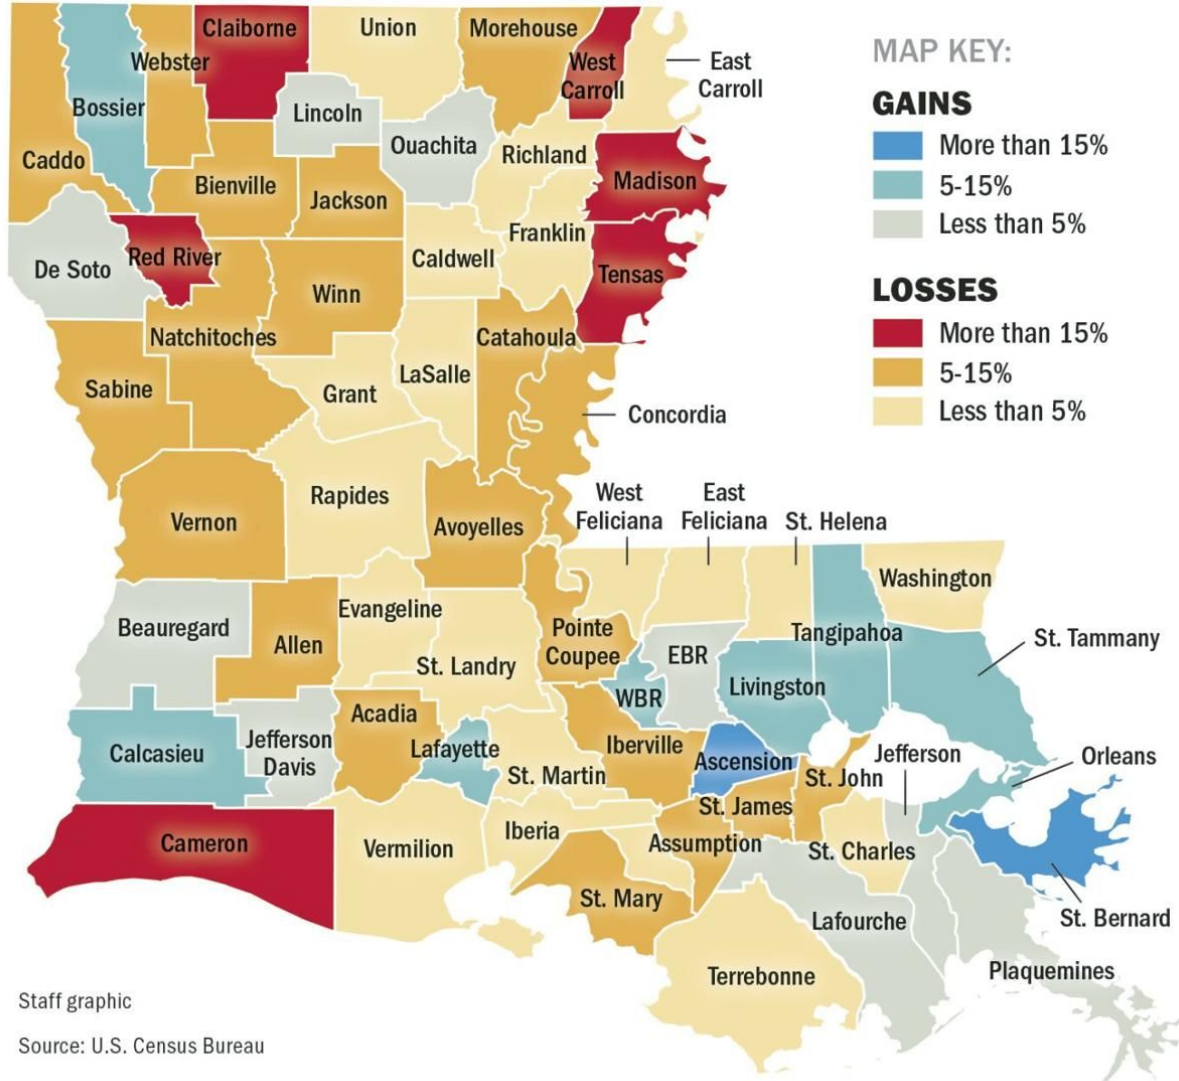 Claiborne
Union
Morehouse
Webster
West
Carroll
East
Carroll
Bossier
Lincoln
Ouachita
Caddo
Richland
Bienville
Jackson
Madison
De Soto
Red River
Franklin
Caldwell
Tensas
Winn
Natchitoches
Catahoula
Sabine
Grant
LaSalle
Concordia
Rapides
Vernon
Avoyelles
West
Feliciana
East
Feliciana
St. Helena
Washington
Evangeline
Beauregard
Allen
Pointe
Coupee
Tangipahoa
St. Tammany
EBR
St. Landry
Livingston
WBR
Acadia
Calcasieu
Jefferson
Davis
Lafayette
Iberville
Ascension
Jefferson
Orleans
St. Martin
St. John
St. James
Cameron
Vermilion
Iberia
Assumption
St. Charles
St. Mary
Lafourche
St. Bernard
Terrebonne
Plaquemines
MAP KEY:
GAINS
More than 15%
5-15%
Less than 5%
LOSSES
More than 15%
5-15%
Less than 5%
Staff graphic
Source: U.S. Census Bureau